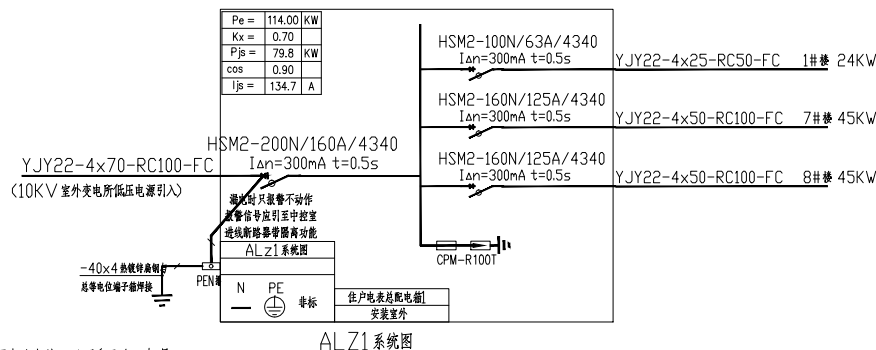 Pe = 114.00 KW
Kx = 0.70
Pjs = 79.8 KW
cos 0.90
Ijs = 134.7 A
HSM2-100N/63A/4340
IΔn=300mA t=0.5s
YJY22-4x25-RC50-FC 1#楼 24KW
HSM2-160N/125A/4340
IΔn=300mA t=0.5s
YJY22-4x50-RC100-FC 7#楼 45KW
HSM2-200N/160A/4340
IΔn=300mA t=0.5s
YJY22-4x70-RC100-FC
(10KV 室外变电所低压电源引入)
HSM2-160N/125A/4340
IΔn=300mA t=0.5s
YJY22-4x50-RC100-FC 8#楼 45KW
漏电时只报警不动作
报警信号应引至中控室
进线断路器带隔离功能
ALz1系统图
CPM-R100T
-40x4热镀锌扁钢与
总等电位端子箱焊接
PEN
N PE
非标
住户电表总配电箱1
安装室外
ALZ1系统图